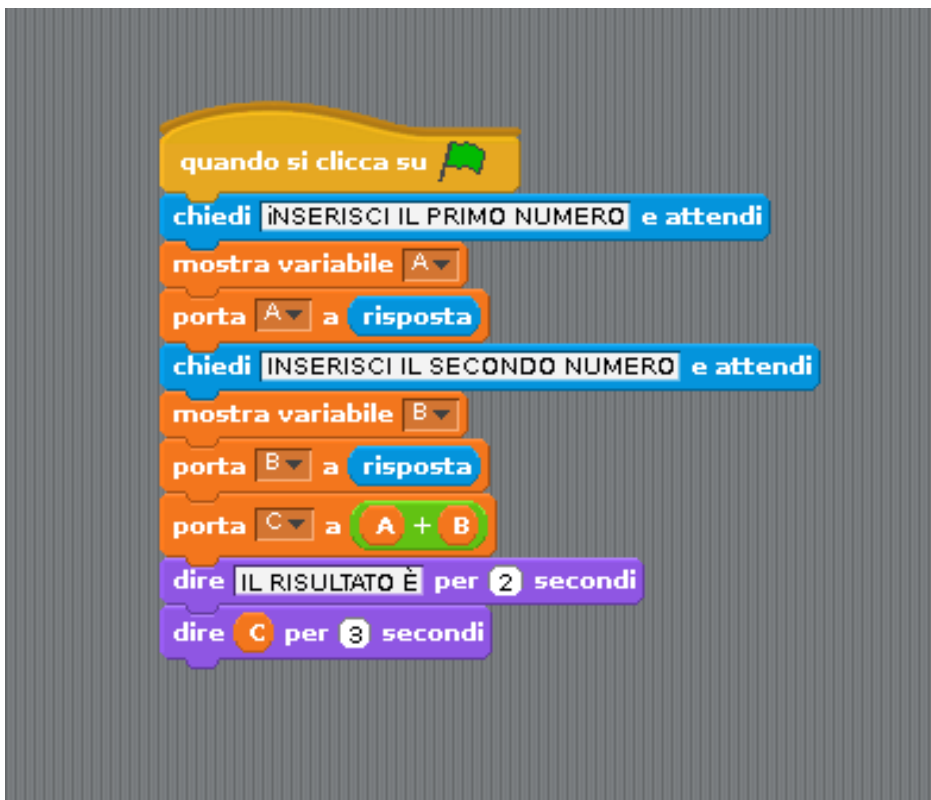 quando si clicca su
chiedi iNSERISCI IL PRIMO NUMERO e attendi
mostra variabile A
porta A a risposta
chiedi INSERISCI IL SECONDO NUMERO e attendi
mostra variabile B
porta B a risposta
porta C a A + B
dire IL RISULTATO È per 2 secondi
dire C per 3 secondi